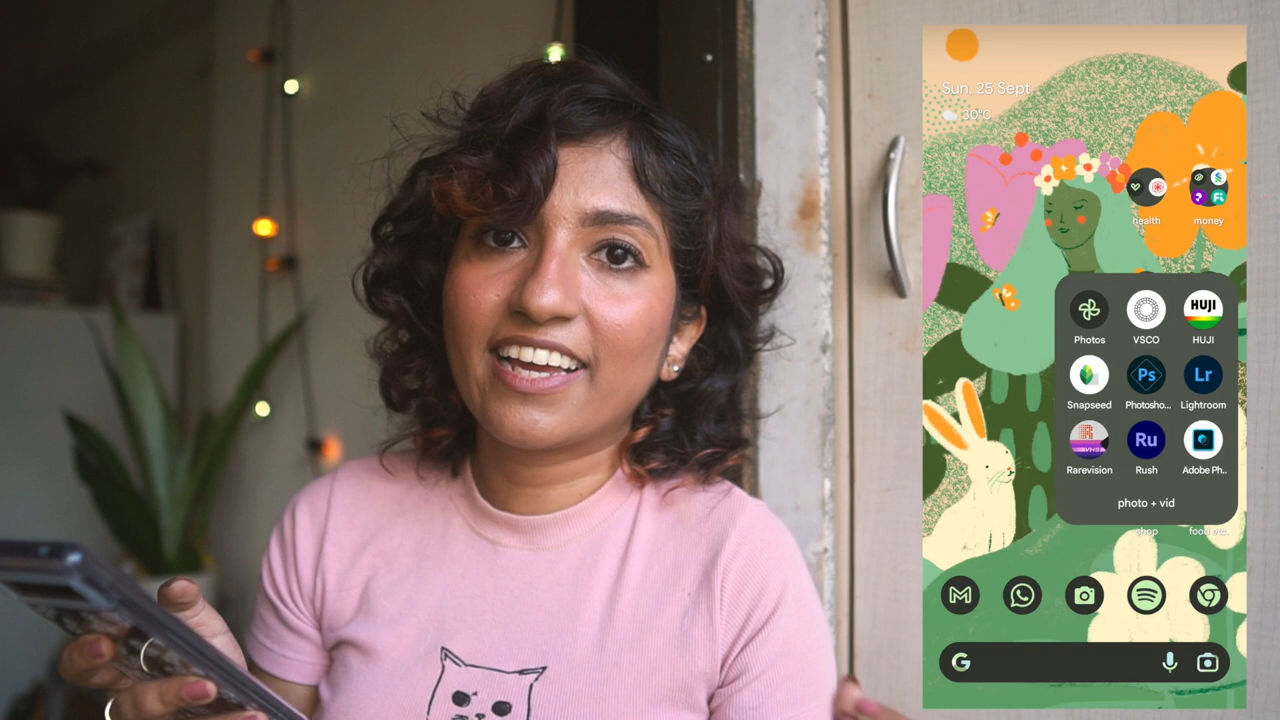 Sun, 25 Sept
30°C
health
money
HUJI
Photos
VSCO
HUJI
Ps
Lr
Snapseed
Photosho...
Lightroom
Ru
Rarevision
Rush
Adobe Ph..
photo + vid
shop
food etc.
G